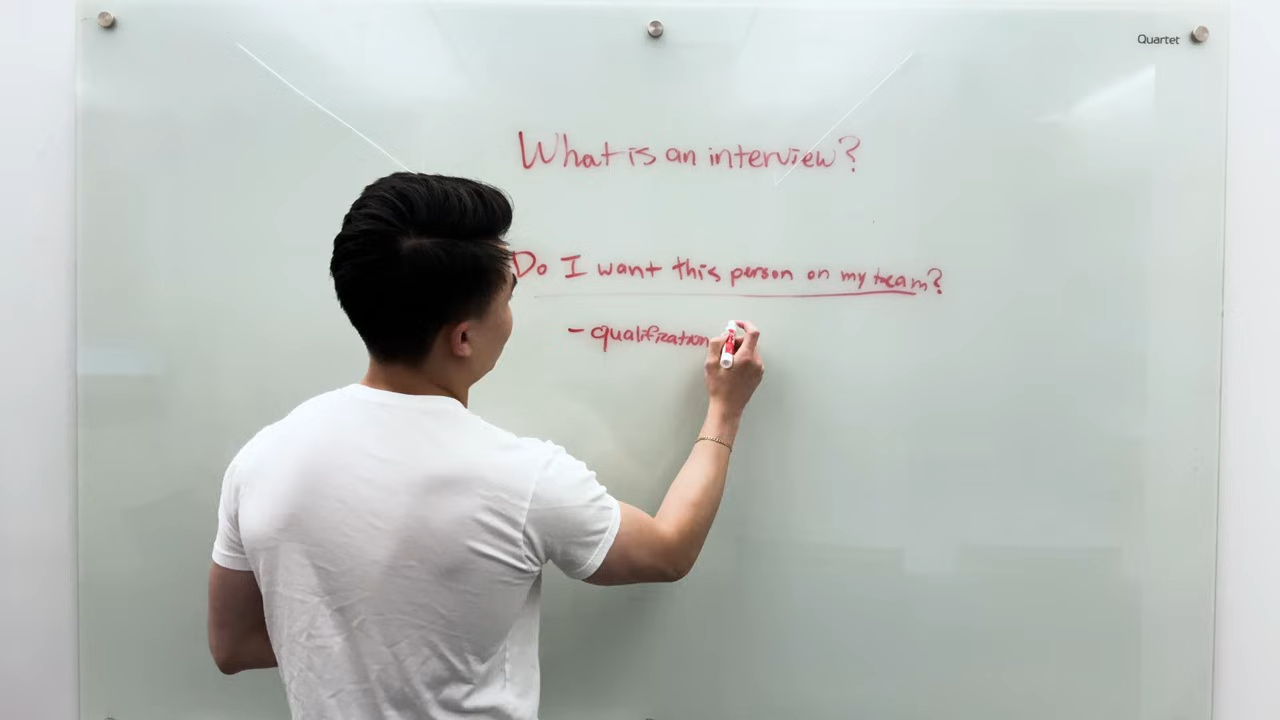 Quartet
What is an interview?
Do I want this person on my team?
- qualification